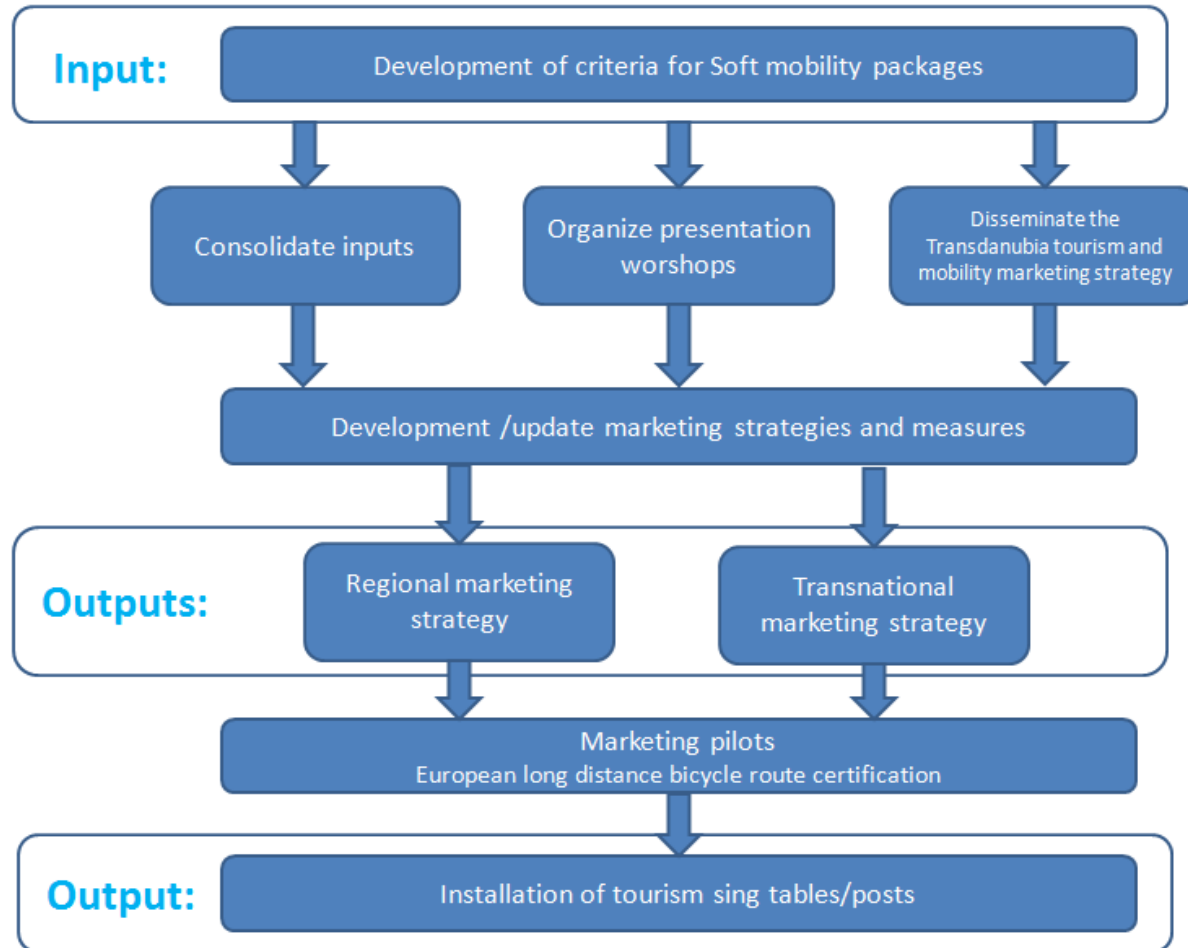 Input:
Development of criteria for Soft mobility packages
Consolidate inputs
Organize presentation
worshops
Disseminate the
Transdanubia tourism and
mobility marketing strategy
Development /update marketing strategies and measures
Outputs:
Regional marketing
strategy
Transnational
marketing strategy
Marketing pilots
European long distance bicycle route certification
Output:
Installation of tourism sing tables/posts